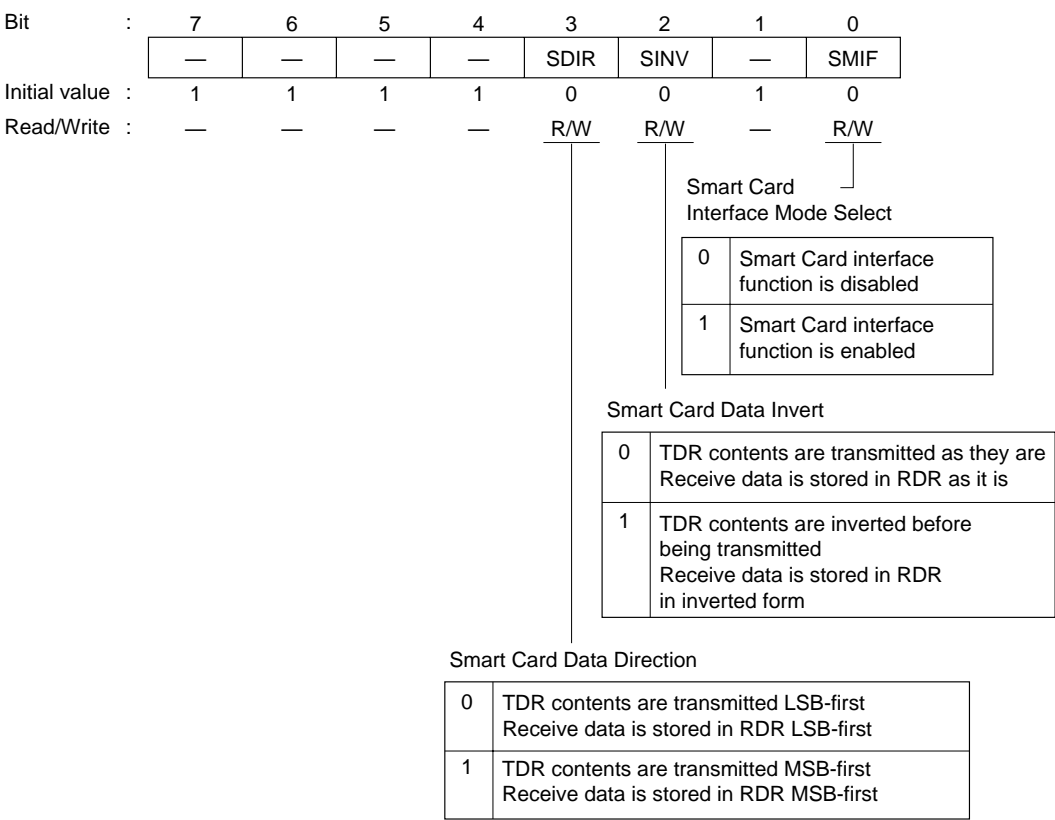 Bit : 7 6 5 4 3 2 1 0
— — — — SDIR SINV — SMIF
Initial value : 1 1 1 1 0 0 1 0
Read/Write : — — — — R/W R/W — R/W
Smart Card
Interface Mode Select
0 Smart Card interface
function is disabled
1 Smart Card interface
function is enabled
Smart Card Data Invert
0 TDR contents are transmitted as they are
Receive data is stored in RDR as it is
1 TDR contents are inverted before
being transmitted
Receive data is stored in RDR
in inverted form
Smart Card Data Direction
0 TDR contents are transmitted LSB-first
Receive data is stored in RDR LSB-first
1 TDR contents are transmitted MSB-first
Receive data is stored in RDR MSB-first